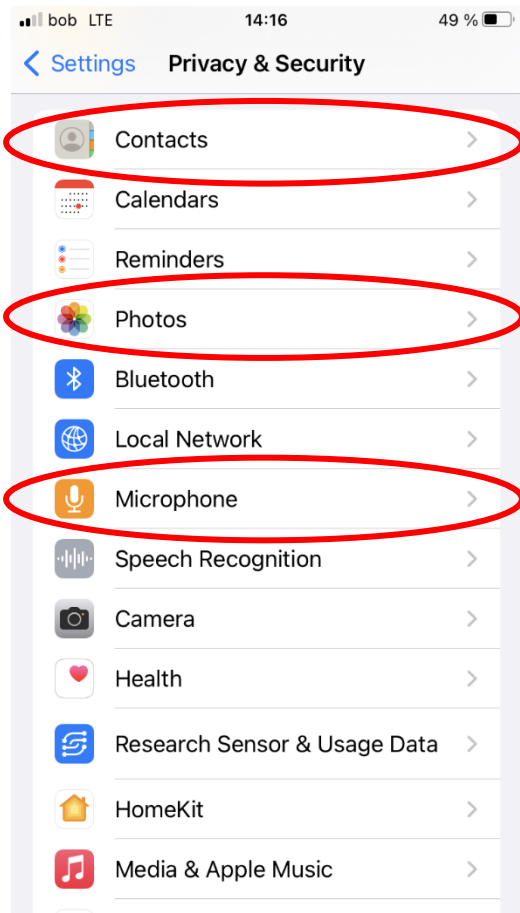 bob LTE 14:16 49 %
Settings Privacy & Security
Contacts
Calendars
Reminders
Photos
Bluetooth
Local Network
Microphone
Speech Recognition
Camera
Health
Research Sensor & Usage Data
HomeKit
Media & Apple Music